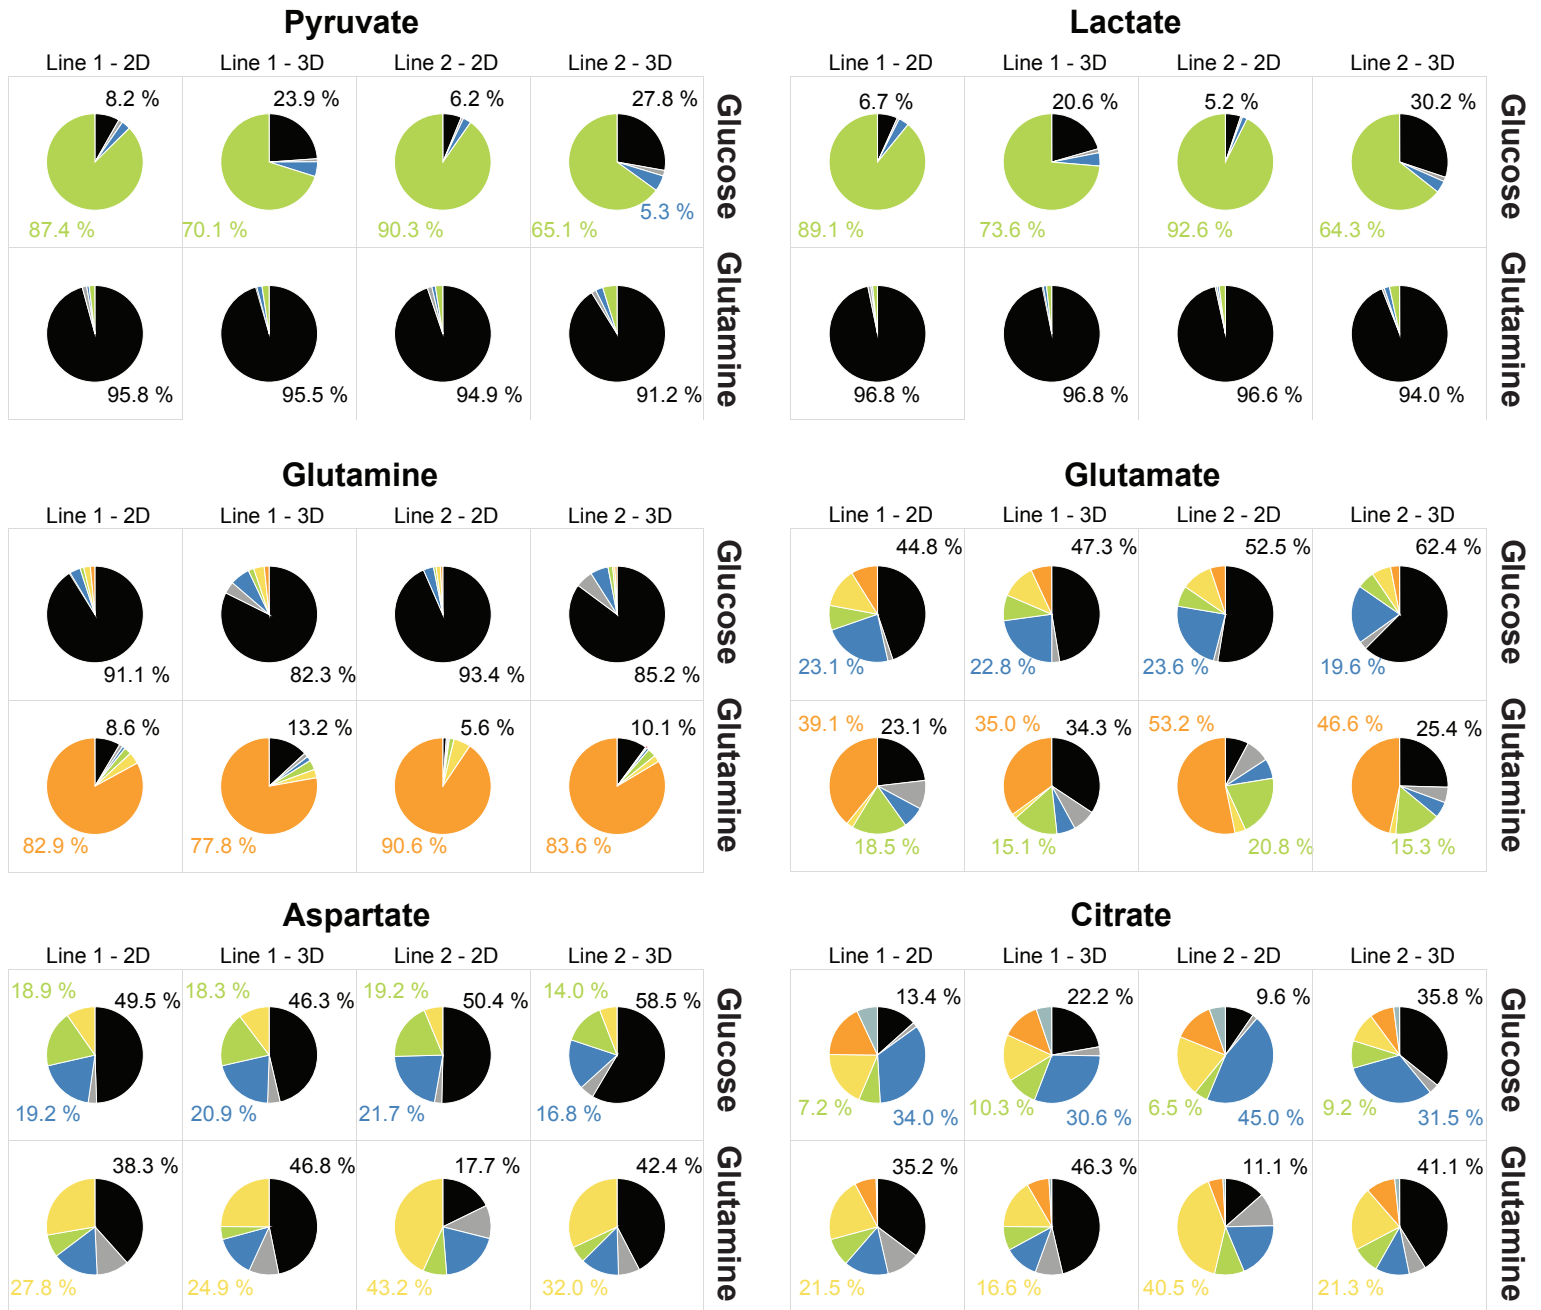 Pyruvate
Line 1 - 2D Line 1 - 3D Line 2 - 2D Line 2 - 3D
8.2 % 23.9 % 6.2 % 27.8 %
5.3 %
87.4 % 70.1 % 90.3 % 65.1 %
Glucose
95.8 % 95.5 % 94.9 % 91.2 %
Glutamine
Lactate
Line 1 - 2D Line 1 - 3D Line 2 - 2D Line 2 - 3D
6.7 % 20.6 % 5.2 % 30.2 %
89.1 % 73.6 % 92.6 % 64.3 %
Glucose
96.8 % 96.8 % 96.6 % 94.0 %
Glutamine
Glutamine
Line 1 - 2D Line 1 - 3D Line 2 - 2D Line 2 - 3D
91.1 % 82.3 % 93.4 % 85.2 %
Glucose
8.6 % 13.2 % 5.6 % 10.1 %
82.9 % 77.8 % 90.6 % 83.6 %
Glutamine
Glutamate
Line 1 - 2D Line 1 - 3D Line 2 - 2D Line 2 - 3D
44.8 % 47.3 % 52.5 % 62.4 %
23.1 % 22.8 % 23.6 % 19.6 %
Glucose
39.1 % 23.1 % 35.0 % 34.3 % 53.2 % 46.6 % 25.4 %
18.5 % 15.1 % 20.8 % 15.3 %
Glutamine
Aspartate
Line 1 - 2D Line 1 - 3D Line 2 - 2D Line 2 - 3D
18.9 % 49.5 % 18.3 % 46.3 % 19.2 % 50.4 % 14.0 % 58.5 %
19.2 % 20.9 % 21.7 % 16.8 %
Glucose
38.3 % 46.8 % 17.7 % 42.4 %
27.8 % 24.9 % 43.2 % 32.0 %
Glutamine
Citrate
Line 1 - 2D Line 1 - 3D Line 2 - 2D Line 2 - 3D
13.4 % 22.2 % 9.6 % 35.8 %
7.2 % 34.0 % 10.3 % 30.6 % 6.5 % 45.0 % 9.2 % 31.5 %
Glucose
35.2 % 46.3 % 11.1 % 41.1 %
21.5 % 16.6 % 40.5 % 21.3 %
Glutamine